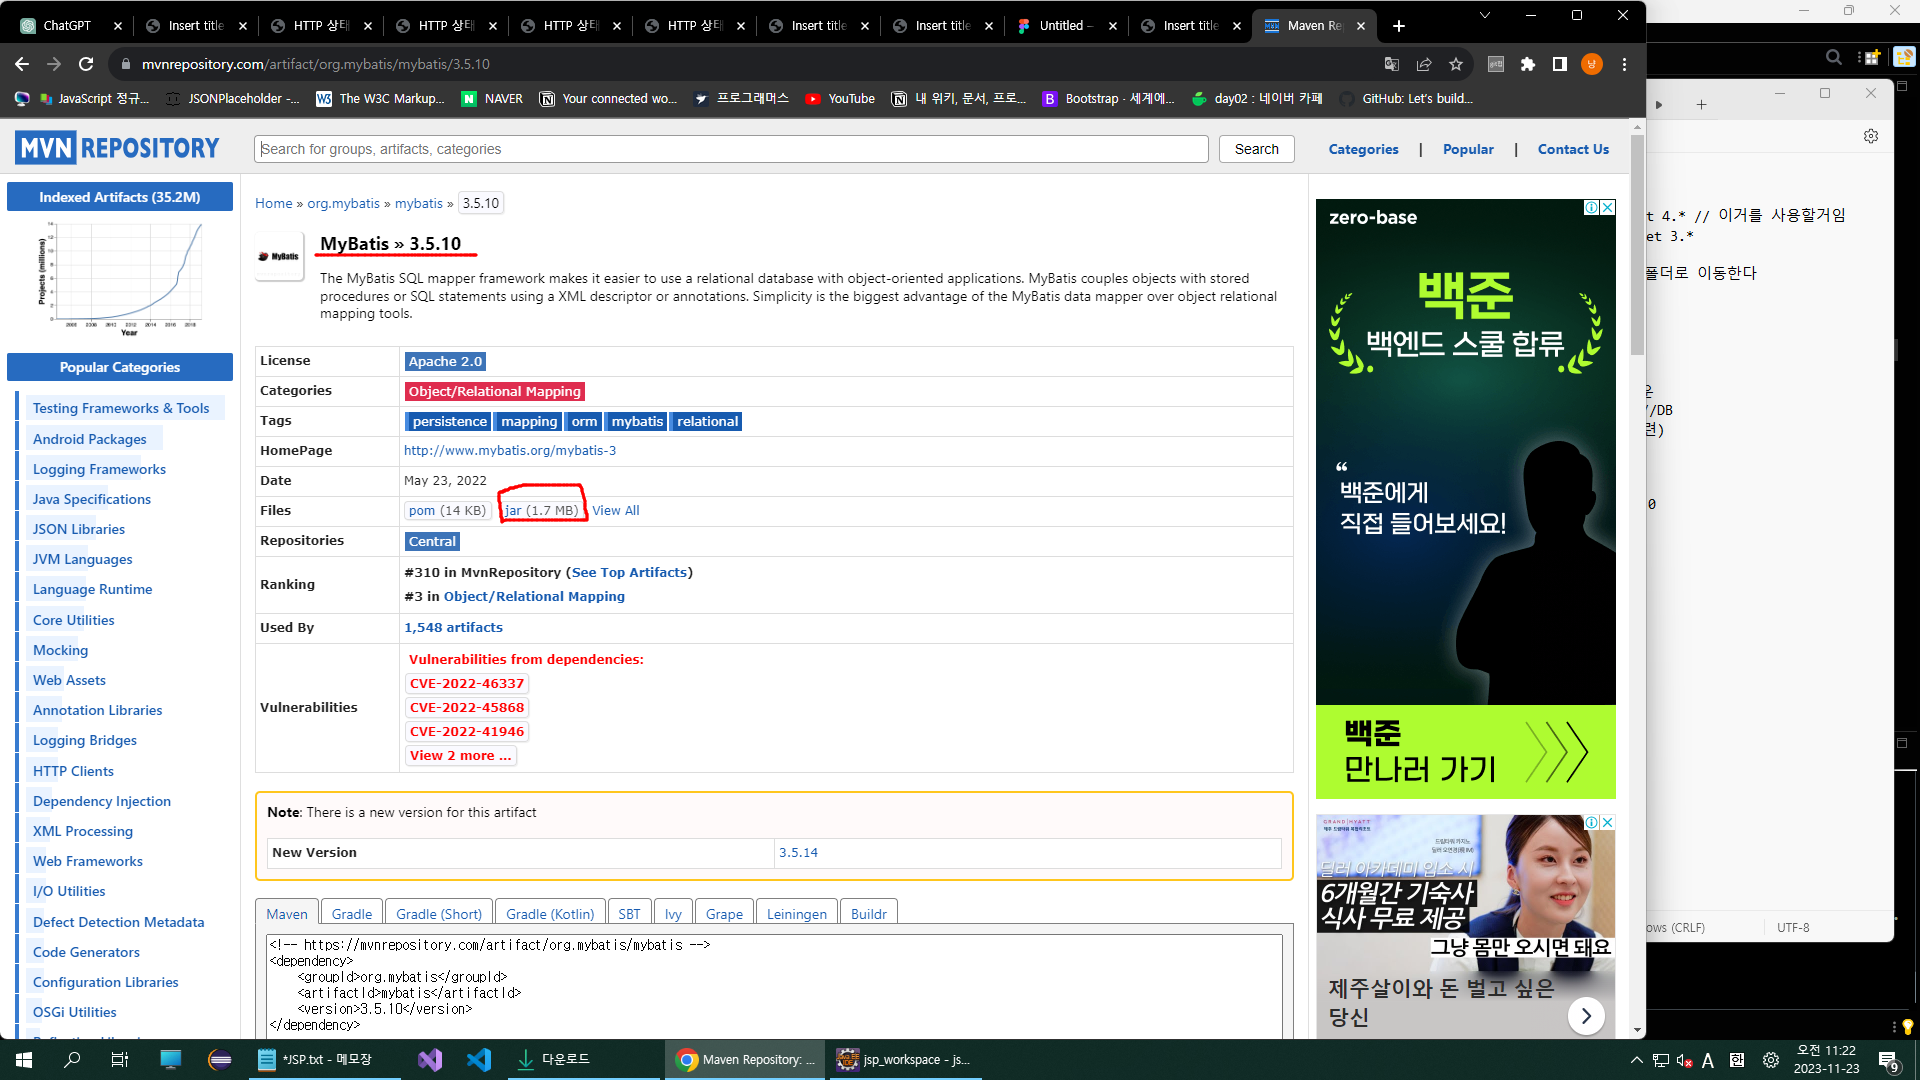 ChatGPT
Insert title
HTTP 상태
HTTP 상태
HTTP 상태
HTTP 상태
Insert title
Insert title
Untitled –
Insert title
Maven Re
mvnrepository.com/artifact/org.mybatis/mybatis/3.5.10
JavaScript 정규...
JSONPlaceholder -...
The W3C Markup...
NAVER
Your connected wo...
프로그래머스
YouTube
내 위키, 문서, 프로...
Bootstrap · 세계에...
day02 : 네이버 카페
GitHub: Let's build...
MVN REPOSITORY
Search for groups, artifacts, categories
Search
Categories | Popular | Contact Us
Indexed Artifacts (35.2M)
Projects (millions)
Year
Popular Categories
Testing Frameworks & Tools
Android Packages
Logging Frameworks
Java Specifications
JSON Libraries
JVM Languages
Language Runtime
Core Utilities
Mocking
Web Assets
Annotation Libraries
Logging Bridges
HTTP Clients
Dependency Injection
XML Processing
Web Frameworks
I/O Utilities
Defect Detection Metadata
Code Generators
Configuration Libraries
OSGi Utilities
Home » org.mybatis » mybatis » 3.5.10
MyBatis
MyBatis » 3.5.10
The MyBatis SQL mapper framework makes it easier to use a relational database with object-oriented applications. MyBatis couples objects with stored
procedures or SQL statements using a XML descriptor or annotations. Simplicity is the biggest advantage of the MyBatis data mapper over object relational
mapping tools.
License Apache 2.0
Categories Object/Relational Mapping
Tags persistence mapping orm mybatis relational
HomePage http://www.mybatis.org/mybatis-3
Date May 23, 2022
Files pom (14 KB) jar (1.7 MB) View All
Repositories Central
Ranking #310 in MvnRepository (See Top Artifacts)
#3 in Object/Relational Mapping
Used By 1,548 artifacts
Vulnerabilities Vulnerabilities from dependencies:
CVE-2022-46337
CVE-2022-45868
CVE-2022-41946
View 2 more ...
Note: There is a new version for this artifact
New Version 3.5.14
Maven Gradle Gradle (Short) Gradle (Kotlin) SBT Ivy Grape Leiningen Buildr
<!-- https://mvnrepository.com/artifact/org.mybatis/mybatis -->
<dependency>
<groupId>org.mybatis</groupId>
<artifactId>mybatis</artifactId>
<version>3.5.10</version>
</dependency>
zero-base
백준
백엔드 스쿨 합류
“
백준에게
직접 들어보세요!
백준
만나러 가기
GRAND HYATT
딜러 아카데미 입소 시
6개월간 기숙사
식사 무료 제공
그냥 몸만 오시면 돼요
제주살이와 돈 벌고 싶은
당신
t 4.* // 이거를 사용할거임
et 3.*
폴더로 이동한다
//DB
0
ows (CRLF)
UTF-8
*JSP.txt - 메모장
다운로드
Maven Repository: ...
jsp_workspace - js...
A
한
오전 11:22
2023-11-23
9